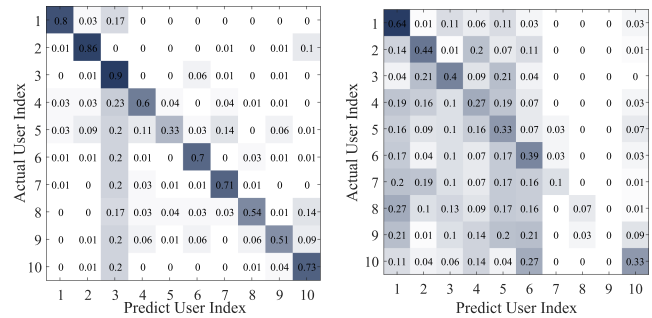 1 0.8 0.03 0.17 0 0 0 0 0 0 0
2 0.01 0.86 0 0.01 0 0 0 0.01 0 0.1
3 0 0.01 0.9 0 0 0.06 0 0.01 0.01 0
4 0.03 0.03 0.23 0.6 0.04 0 0.04 0.01 0.01 0
5 0.03 0.09 0.2 0.11 0.33 0.03 0.14 0 0.06 0.01
6 0.01 0.01 0.2 0.01 0 0.7 0 0.03 0 0.01
7 0.01 0 0.2 0.03 0.01 0.01 0.71 0 0 0
8 0 0 0.17 0.03 0.04 0.03 0.03 0.54 0.01 0.14
9 0 0.01 0.2 0.06 0.01 0.06 0 0.06 0.51 0.09
10 0 0.01 0.2 0 0 0 0 0.01 0.04 0.73
1 2 3 4 5 6 7 8 9 10
Predict User Index
Actual User Index
1 0.64 0.01 0.11 0.06 0.11 0.03 0 0 0 0.03
2 0.14 0.44 0.01 0.2 0.07 0.11 0 0 0 0.01
3 0.04 0.21 0.4 0.09 0.21 0.04 0 0 0 0
4 0.19 0.16 0.1 0.27 0.19 0.07 0 0 0 0.03
5 0.16 0.09 0.1 0.16 0.33 0.07 0.03 0 0 0.07
6 0.17 0.04 0.1 0.07 0.17 0.39 0.03 0 0 0.03
7 0.2 0.19 0.1 0.07 0.17 0.16 0.1 0 0 0
8 0.27 0.1 0.13 0.09 0.17 0.16 0 0.07 0 0
9 0.21 0.01 0.1 0.14 0.2 0.21 0 0.03 0 0.09
10 0.11 0.04 0.06 0.14 0.04 0.27 0 0 0 0.33
1 2 3 4 5 6 7 8 9 10
Predict User Index
Actual User Index